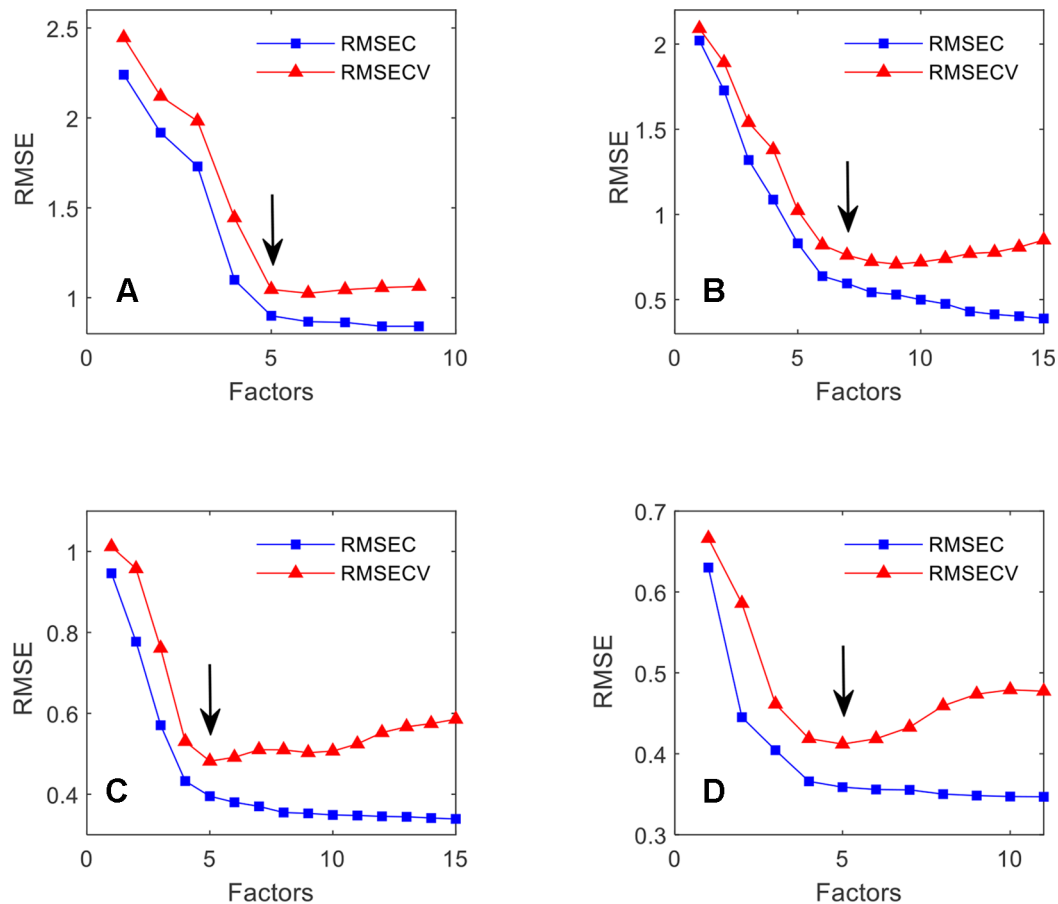 2.5
2
1.5
1
RMSE
RMSEC
RMSECV
A
0
5
10
Factors
2
1.5
1
0.5
RMSE
RMSEC
RMSECV
B
0
5
10
15
Factors
1
0.8
0.6
0.4
RMSE
RMSEC
RMSECV
C
0
5
10
15
Factors
0.7
0.6
0.5
0.4
0.3
RMSE
RMSEC
RMSECV
D
0
5
10
Factors